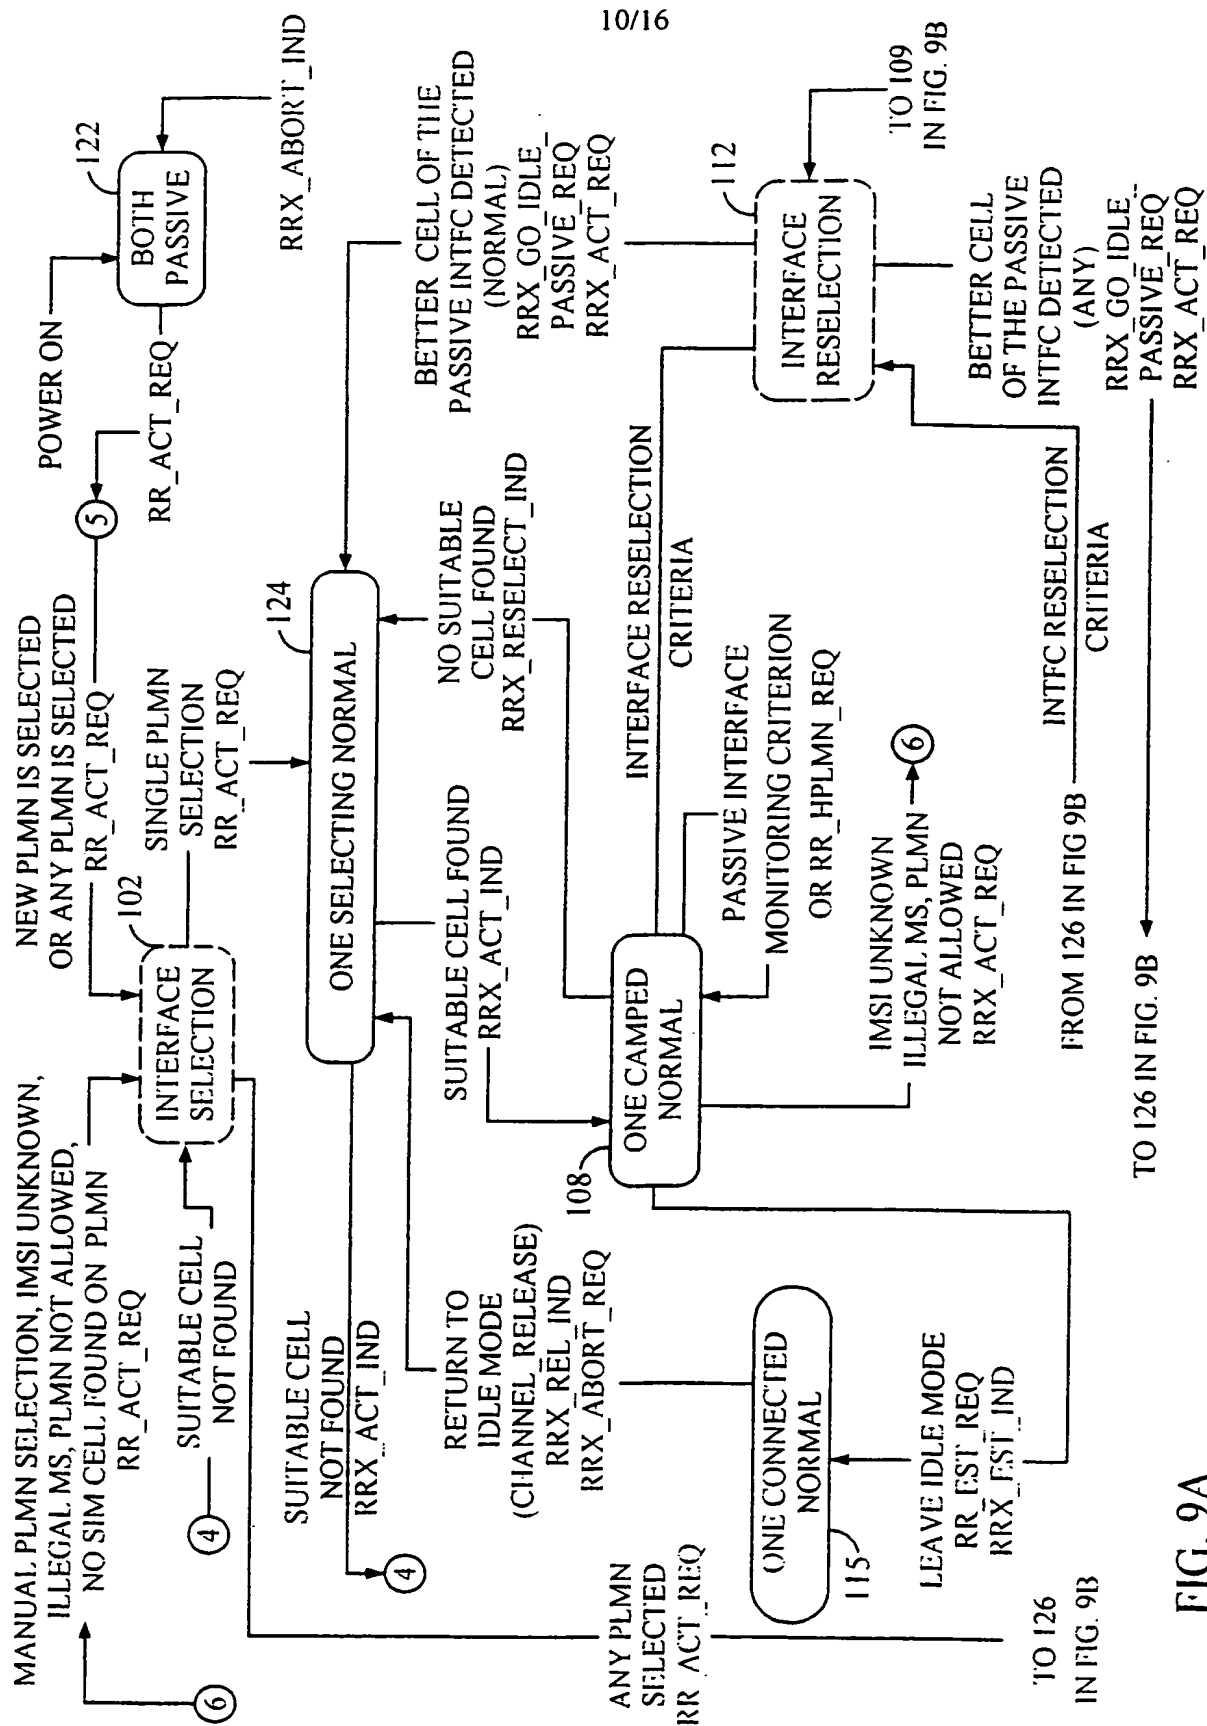 10/16
MANUAL PLMN SELECTION, IMSI UNKNOWN,
ILLEGAL MS, PLMN NOT ALLOWED,
NO SIM CELL FOUND ON PLMN
RR_ACT_REQ
6
4
SUITABLE CELL
NOT FOUND
NEW PLMN IS SELECTED
OR ANY PLMN IS SELECTED
RR_ACT_REQ
5
102
INTERFACE
SELECTION
SINGLE PLMN
SELECTION
RR_ACT_REQ
POWER ON
RR_ACT_REQ
122
BOTH
PASSIVE
RRX_ABORT_IND
124
ONE SELECTING NORMAL
SUITABLE CELL
NOT FOUND
RRX_ACT_IND
4
RETURN TO
IDLE MODE
(CHANNEL RELEASE)
RRX_REL_IND
RRX_ABORT_REQ
SUITABLE CELL FOUND
RRX_ACT_IND
NO SUITABLE
CELL FOUND
RRX_RESELECT_IND
BETTER CELL OF THE
PASSIVE INTFC DETECTED
(NORMAL)
RRX_GO_IDLE_
PASSIVE_REQ
RRX_ACT_REQ
ANY PLMN
SELECTED
RR_ACT_REQ
ONE CONNECTED
NORMAL
115
108
ONE CAMPED
NORMAL
INTERFACE RESELECTION
CRITERIA
PASSIVE INTERFACE
MONITORING CRITERION
OR RR_HPLMN_REQ
112
INTERFACE
RESELECTION
TO 109
IN FIG. 9B
LEAVE IDLE MODE
RR_EST_REQ
RRX_EST_IND
IMSI UNKNOWN
ILLEGAL MS, PLMN
NOT ALLOWED
RRX_ACT_REQ
6
BETTER CELL
OF THE PASSIVE
INTFC DETECTED
(ANY)
RRX_GO_IDLE_
PASSIVE_REQ
RRX_ACT_REQ
TO 126
IN FIG. 9B
FROM 126 IN FIG 9B
INTFC RESELECTION
CRITERIA
TO 126 IN FIG. 9B
FIG. 9A